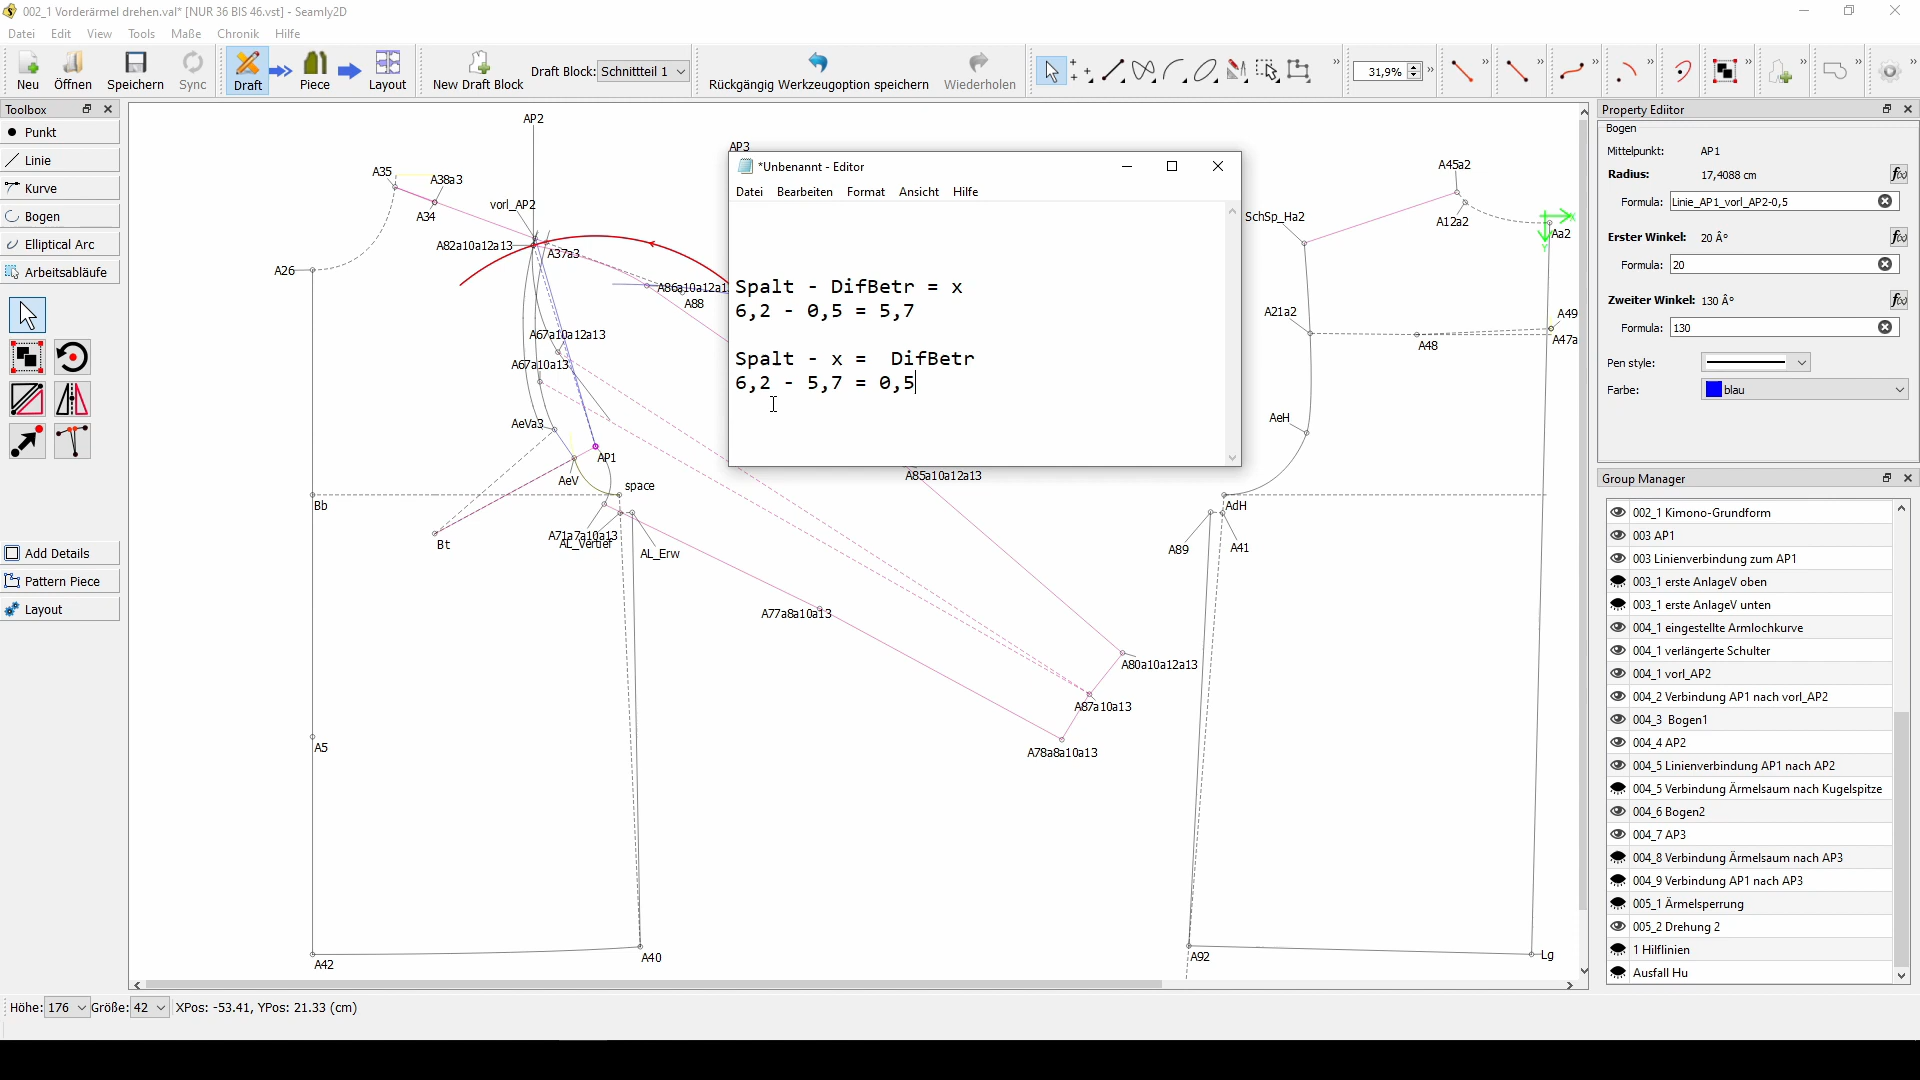 002_1 Vorderärmel drehen.val* [NUR 36 BIS 46.vst] - Seamly2D
Datei Edit View Tools Maße Chronik Hilfe
Neu Öffnen Speichern Sync Draft Piece Layout New Draft Block Draft Block: Schnittteil 1 Rückgängig Werkzeugoption speichern Wiederholen 31,9%
Toolbox
Punkt
Linie
Kurve
Bogen
Elliptical Arc
Arbeitsabläufe
Add Details
Pattern Piece
Layout
AP2
AP3
A35
A38a3
A34
vorl_AP2
A82a10a12a13
A37a3
A26
A86a10a12a1
A88
A67a10a12a13
A67a10a13
AeVa3
AP1
AeV
space
Bb
Bt
A71a7a10a13
AL_Vertief
AL_Erw
A77a8a10a13
A5
A42
A40
A85a10a12a13
A80a10a12a13
A87a10a13
A78a8a10a13
*Unbenannt - Editor
Datei Bearbeiten Format Ansicht Hilfe
Spalt - DifBetr = x
6,2 - 0,5 = 5,7
Spalt - x = DifBetr
6,2 - 5,7 = 0,5
A45a2
SchSp_Ha2
A12a2
Aa2
X
Y
A21a2
A49
A48
A47a
AeH
AdH
A89
A41
A92
Lg
Property Ediitor
Bogen
Mittelpunkt: AP1
Radius: 17,4088 cm
Formula: Linie_AP1_vorl_AP2-0,5
Erster Winkel: 20 Â°
Formula: 20
Zweiter Winkel: 130 Â°
Formula: 130
Pen style:
Farbe: blau
Group Manager
002_1 Kimono-Grundform
003 AP1
003 Linienverbindung zum AP1
003_1 erste AnlageV oben
003_1 erste AnlageV unten
004_1 eingestellte Armlochkurve
004_1 verlängerte Schulter
004_1 vorl_AP2
004_2 Verbindung AP1 nach vorl_AP2
004_3 Bogen1
004_4 AP2
004_5 Linienverbindung AP1 nach AP2
004_5 Verbindung Ärmelsaum nach Kugelspitze
004_6 Bogen2
004_7 AP3
004_8 Verbindung Ärmelsaum nach AP3
004_9 Verbindung AP1 nach AP3
005_1 Ärmelsperrung
005_2 Drehung 2
1 Hilflinien
Ausfall Hu
Höhe: 176 Größe: 42 XPos: -53.41, YPos: 21.33 (cm)